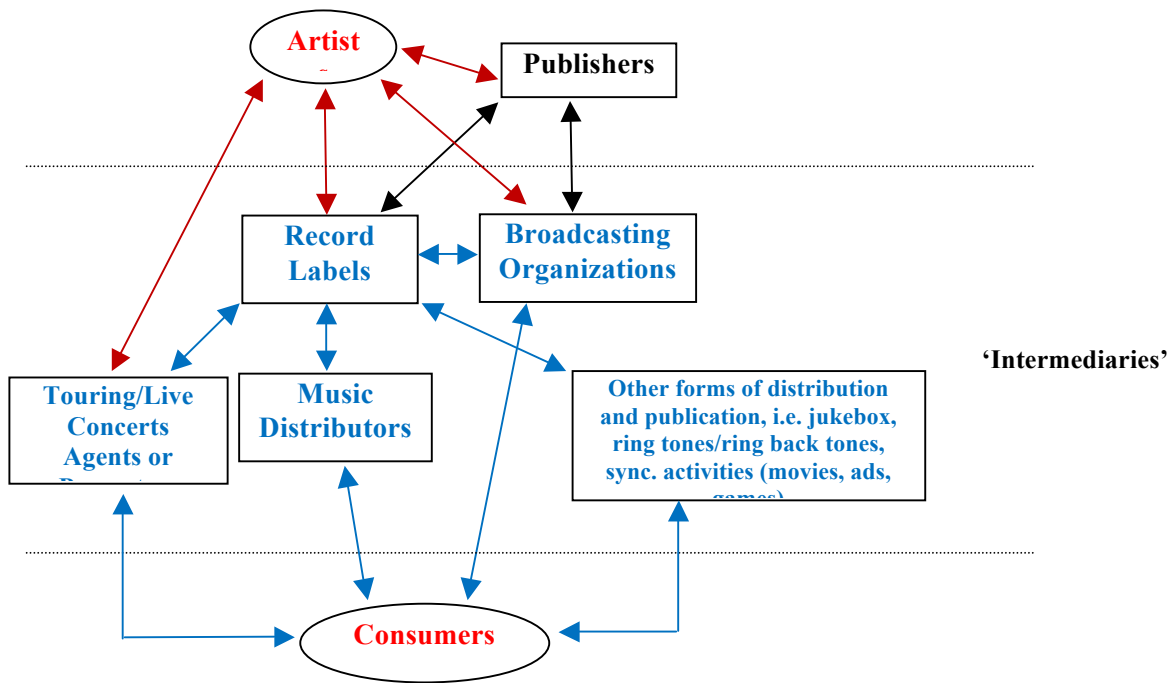 Artist
Publishers
Record
Labels
Broadcasting
Organizations
‘Intermediaries’
Touring/Live
Concerts
Agents or
Music
Distributors
Other forms of distribution
and publication, i.e. jukebox,
ring tones/ring back tones,
sync. activities (movies, ads,
games)
Consumers